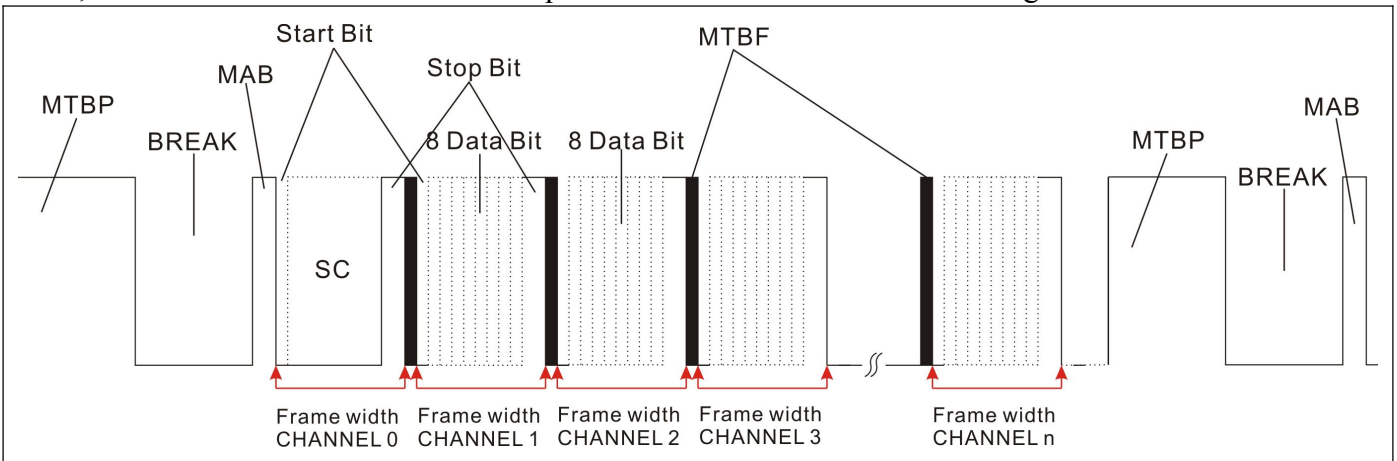 Start Bit
MTBF
MAB
Stop Bit
MTBP
MAB
BREAK
8 Data Bit
8 Data Bit
MTBP
BREAK
SC
Frame width
CHANNEL 0
Frame width
CHANNEL 1
Frame width
CHANNEL 2
Frame width
CHANNEL 3
Frame width
CHANNEL n